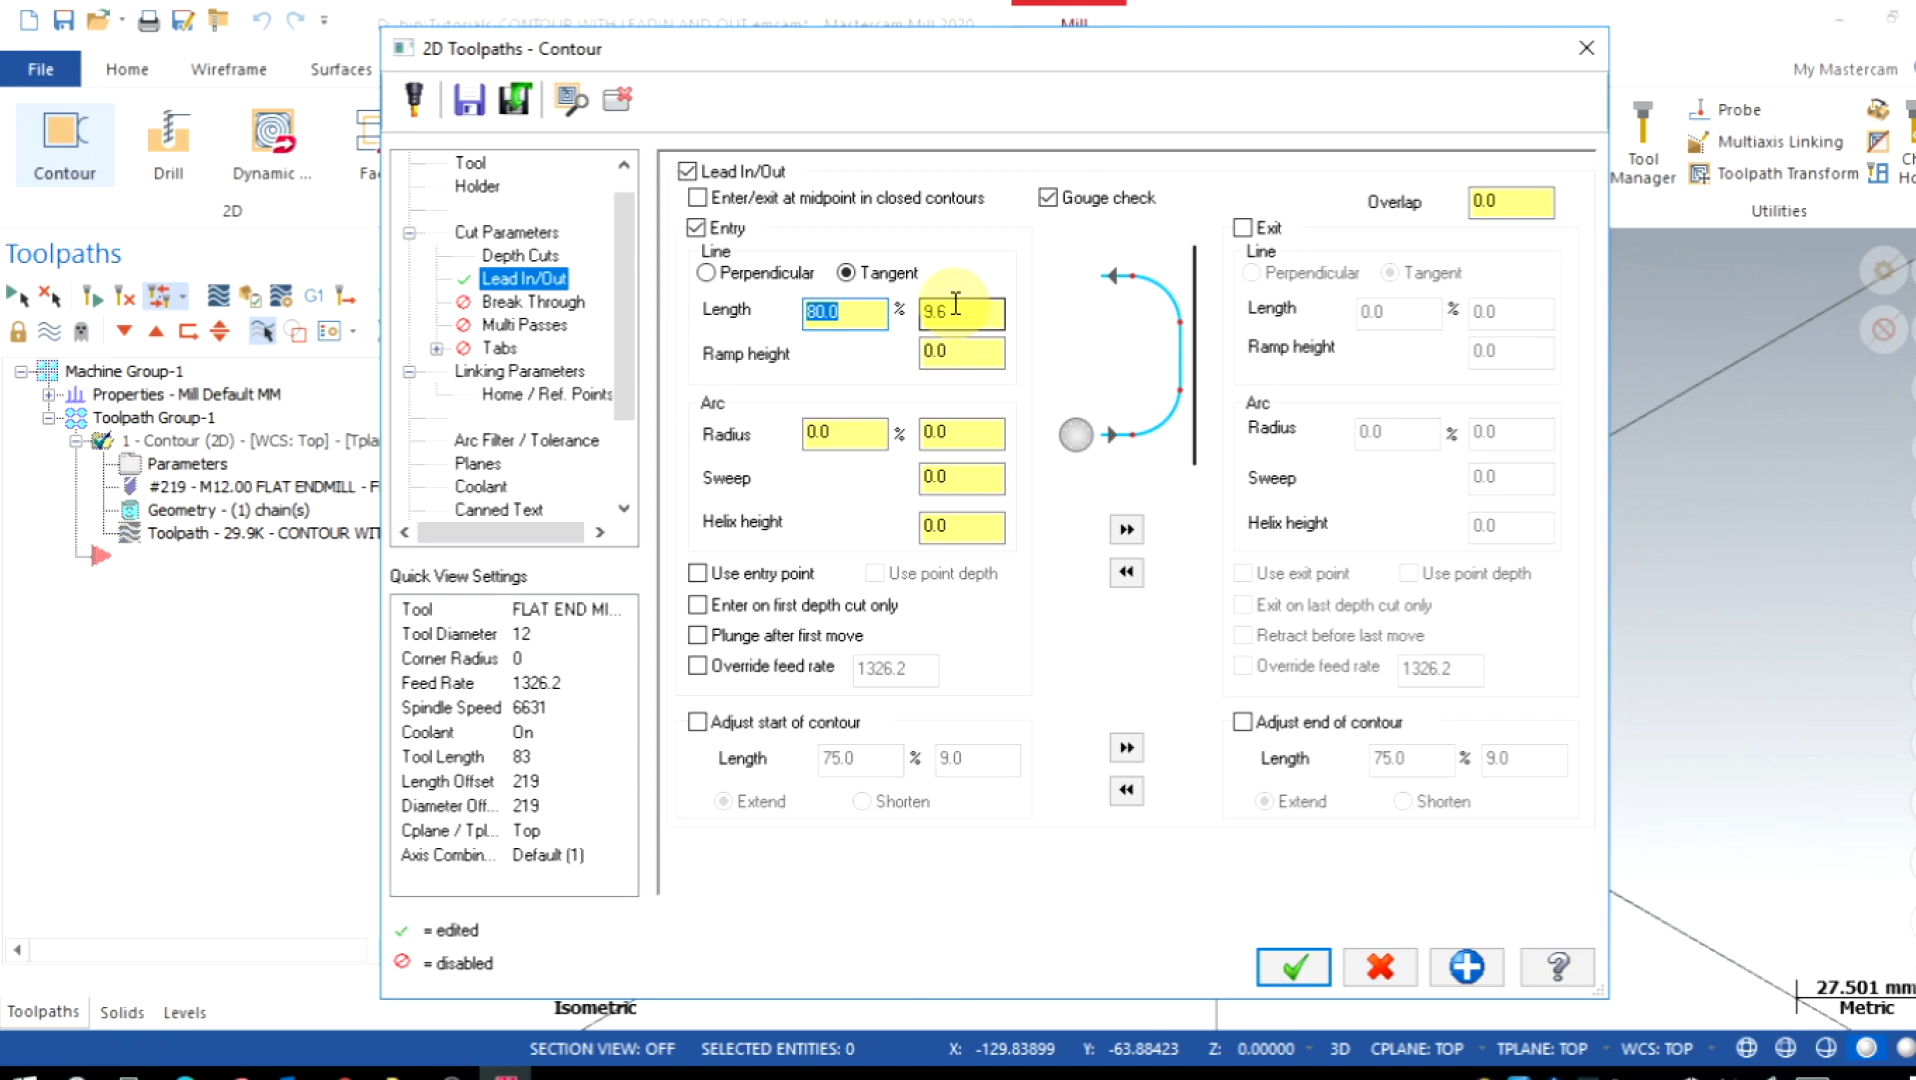 D:\bin\Tutorials\CONTOUR WITH LEADIN AND OUT.emcam* - Mastercam Mill 2020
Mill
File
Home
Wireframe
Surfaces
My Mastercam
Contour
Drill
Dynamic ...
2D
Tool Manager
Probe
Multiaxis Linking
Toolpath Transform
Utilities
Toolpaths
G1
Machine Group-1
Properties - Mill Default MM
Toolpath Group-1
1 - Contour (2D) - [WCS: Top] - [Tpla
Parameters
#219 - M12.00 FLAT ENDMILL - F
Geometry - (1) chain(s)
Toolpath - 29.9K - CONTOUR WIT
Toolpaths
Solids
Levels
2D Toolpaths - Contour
Tool
Holder
Cut Parameters
Depth Cuts
Lead In/Out
Break Through
Multi Passes
Tabs
Linking Parameters
Home / Ref. Points
Arc Filter / Tolerance
Planes
Coolant
Canned Text
Quick View Settings
Tool FLAT END MI...
Tool Diameter 12
Corner Radius 0
Feed Rate 1326.2
Spindle Speed 6631
Coolant On
Tool Length 83
Length Offset 219
Diameter Off... 219
Cplane / Tpl... Top
Axis Combin... Default (1)
= edited
= disabled
Lead In/Out
Enter/exit at midpoint in closed contours
Gouge check
Overlap 0.0
Entry
Line
Perpendicular Tangent
Length 80.0 % 9.6
Ramp height 0.0
Arc
Radius 0.0 % 0.0
Sweep 0.0
Helix height 0.0
Use entry point Use point depth
Enter on first depth cut only
Plunge after first move
Override feed rate 1326.2
Adjust start of contour
Length 75.0 % 9.0
Extend Shorten
Exit
Line
Perpendicular Tangent
Length 0.0 % 0.0
Ramp height 0.0
Arc
Radius 0.0 % 0.0
Sweep 0.0
Helix height 0.0
Use exit point Use point depth
Exit on last depth cut only
Retract before last move
Override feed rate 1326.2
Adjust end of contour
Length 75.0 % 9.0
Extend Shorten
Isometric
27.501 mm
Metric
SECTION VIEW: OFF SELECTED ENTITIES: 0 X: -129.83899 Y: -63.88423 Z: 0.00000 3D CPLANE: TOP TPLANE: TOP WCS: TOP